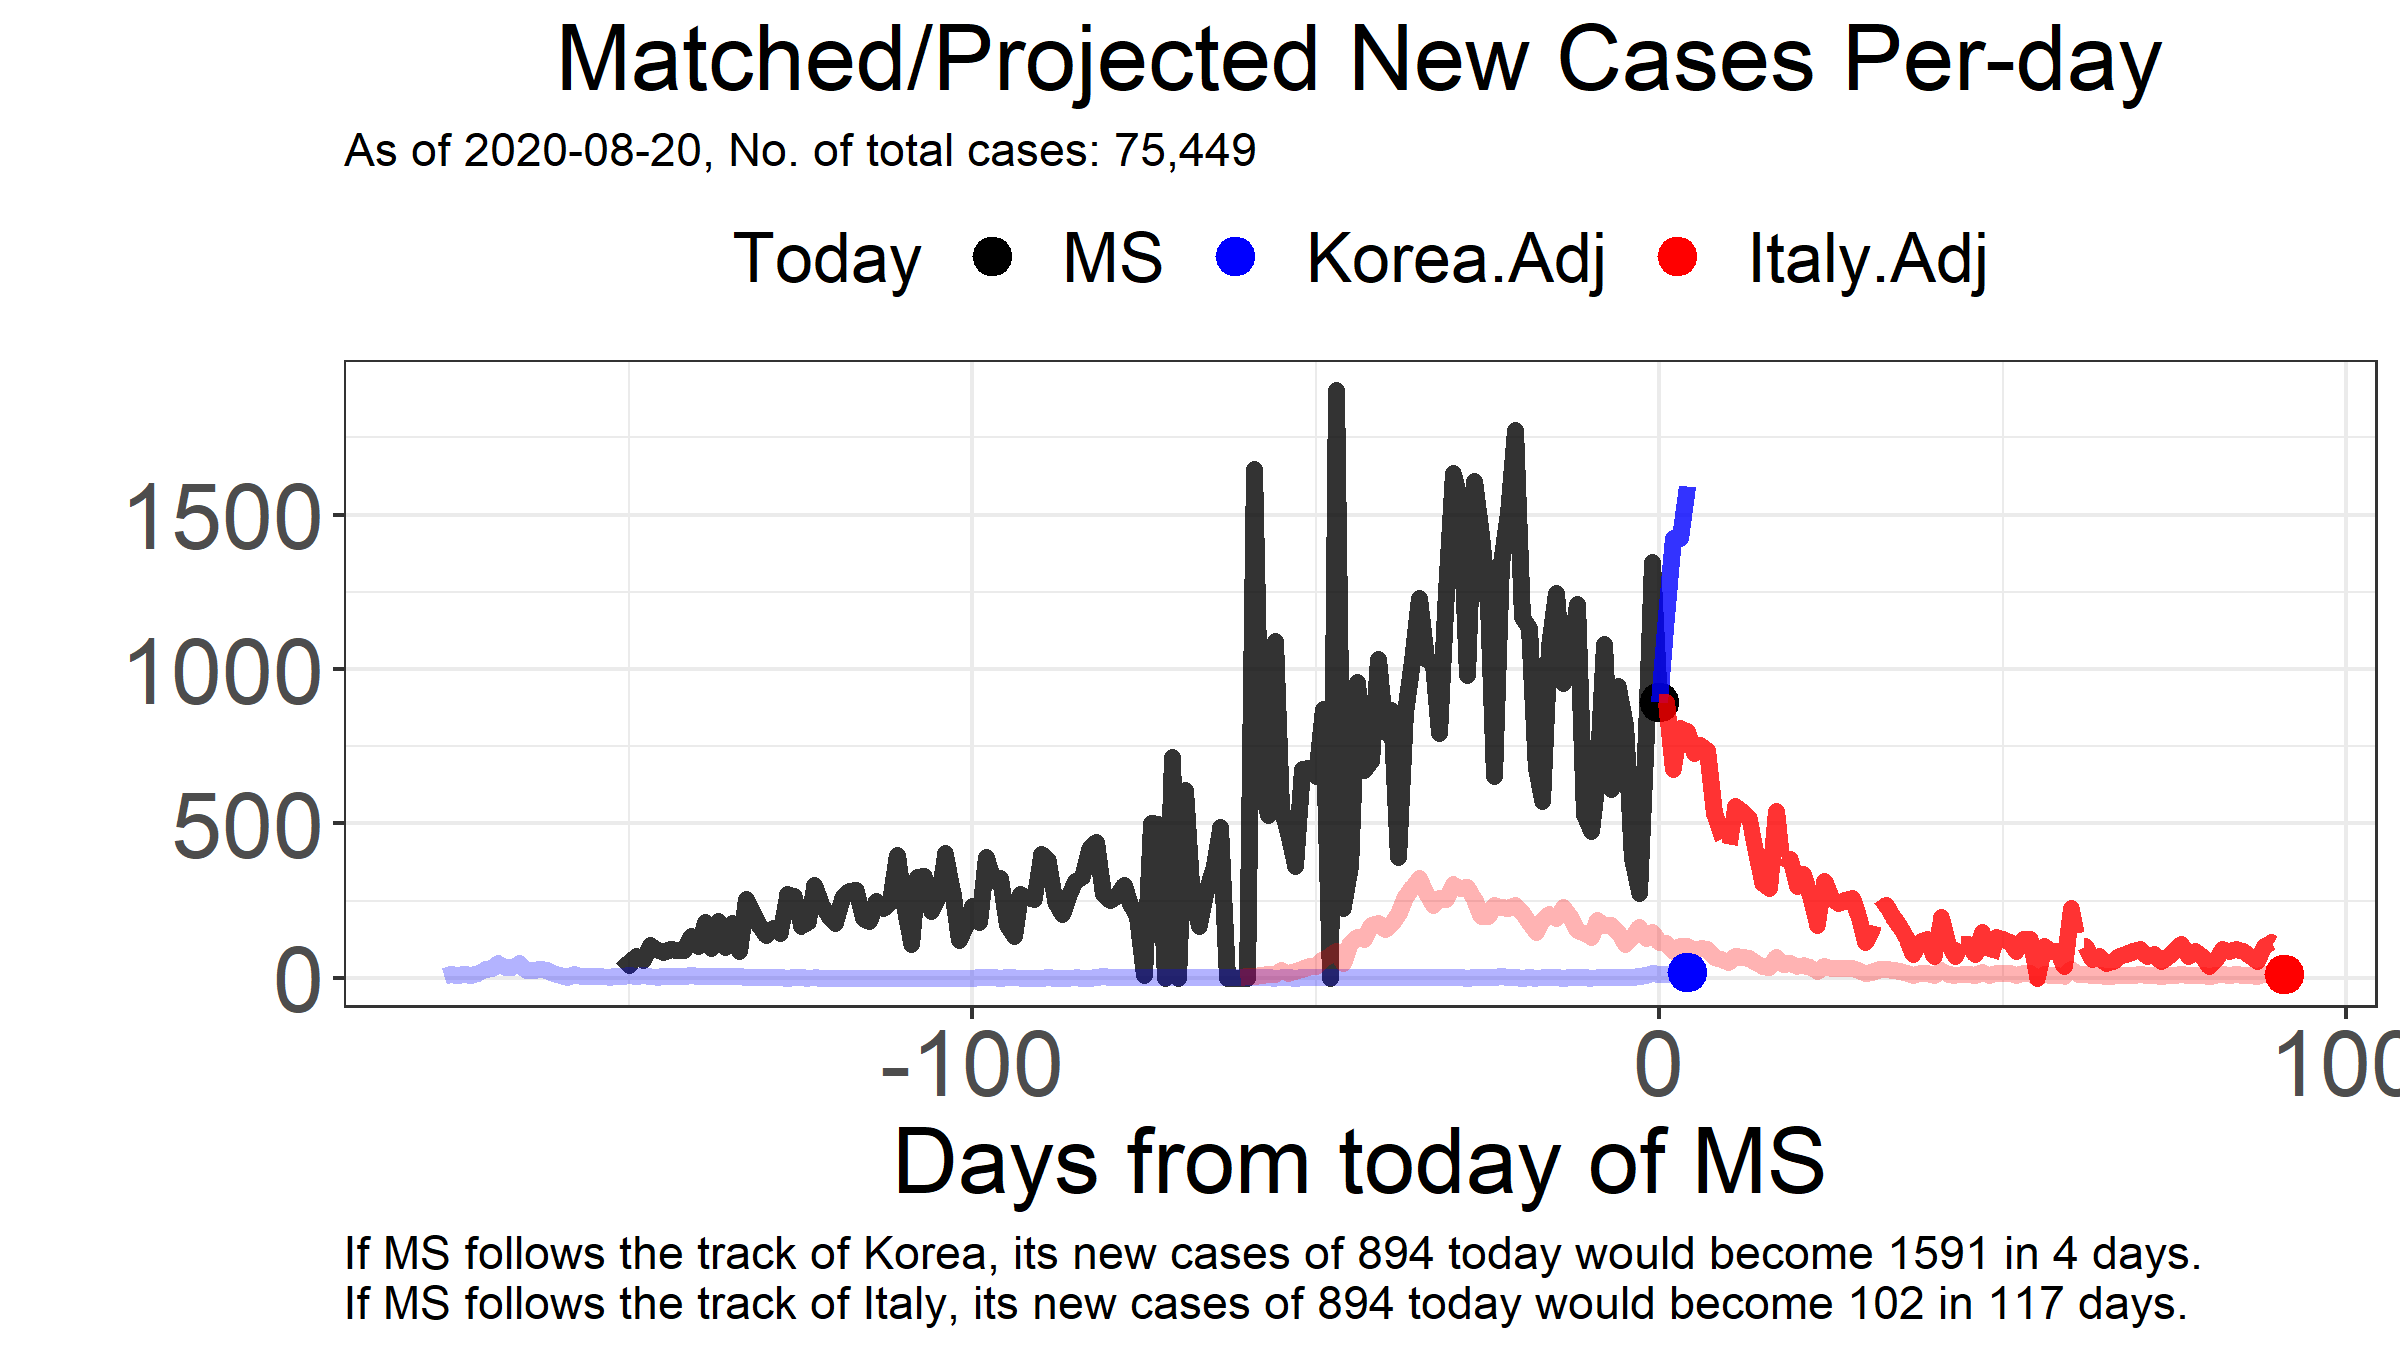 Matched/Projected New Cases Per-day
As of 2020-08-20, No. of total cases: 75,449
Today MS Korea.Adj Italy.Adj
1500
1000
500
0
-100 0 100
Days from today of MS
If MS follows the track of Korea, its new cases of 894 today would become 1591 in 4 days.
If MS follows the track of Italy, its new cases of 894 today would become 102 in 117 days.